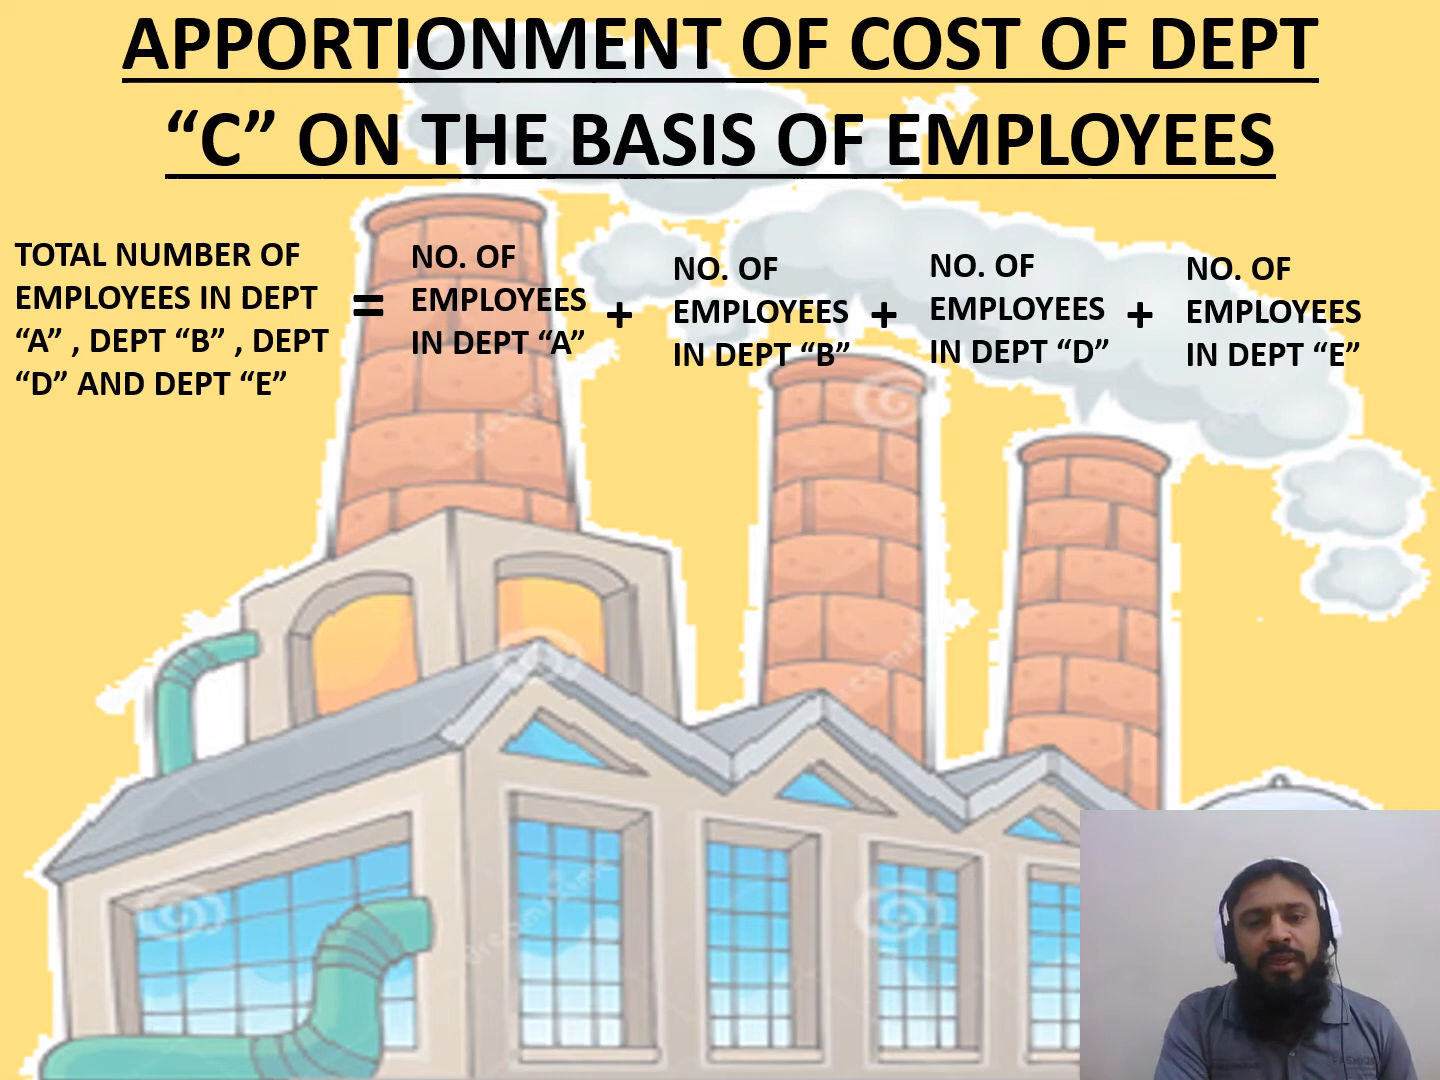 APPORTIONMENT OF COST OF DEPT
“C” ON THE BASIS OF EMPLOYEES
TOTAL NUMBER OF
EMPLOYEES IN DEPT
“A” , DEPT “B” , DEPT
“D” AND DEPT “E”
=
NO. OF
EMPLOYEES
IN DEPT “A”
+
NO. OF
EMPLOYEES
IN DEPT “B”
+
NO. OF
EMPLOYEES
IN DEPT “D”
+
NO. OF
EMPLOYEES
IN DEPT “E”